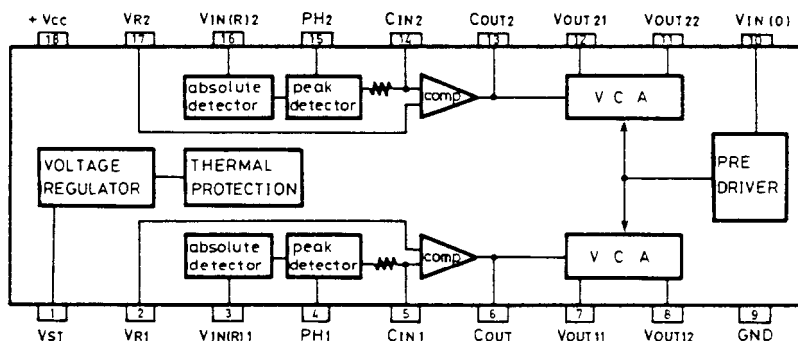 + VCC VR2 VIN(R)2 PH2 CIN2 COUT2 VOUT21 VOUT22 VIN(O)
18 17 16 15 14 13 12 11 10
absolute
detector
peak
detector
comp
V C A
VOLTAGE
REGULATOR
THERMAL
PROTECTION
PRE
DRIVER
absolute
detector
peak
detector
comp
V C A
1 2 3 4 5 6 7 8 9
VST VR1 VIN(R)1 PH1 CIN1 COUT VOUT11 VOUT12 GND